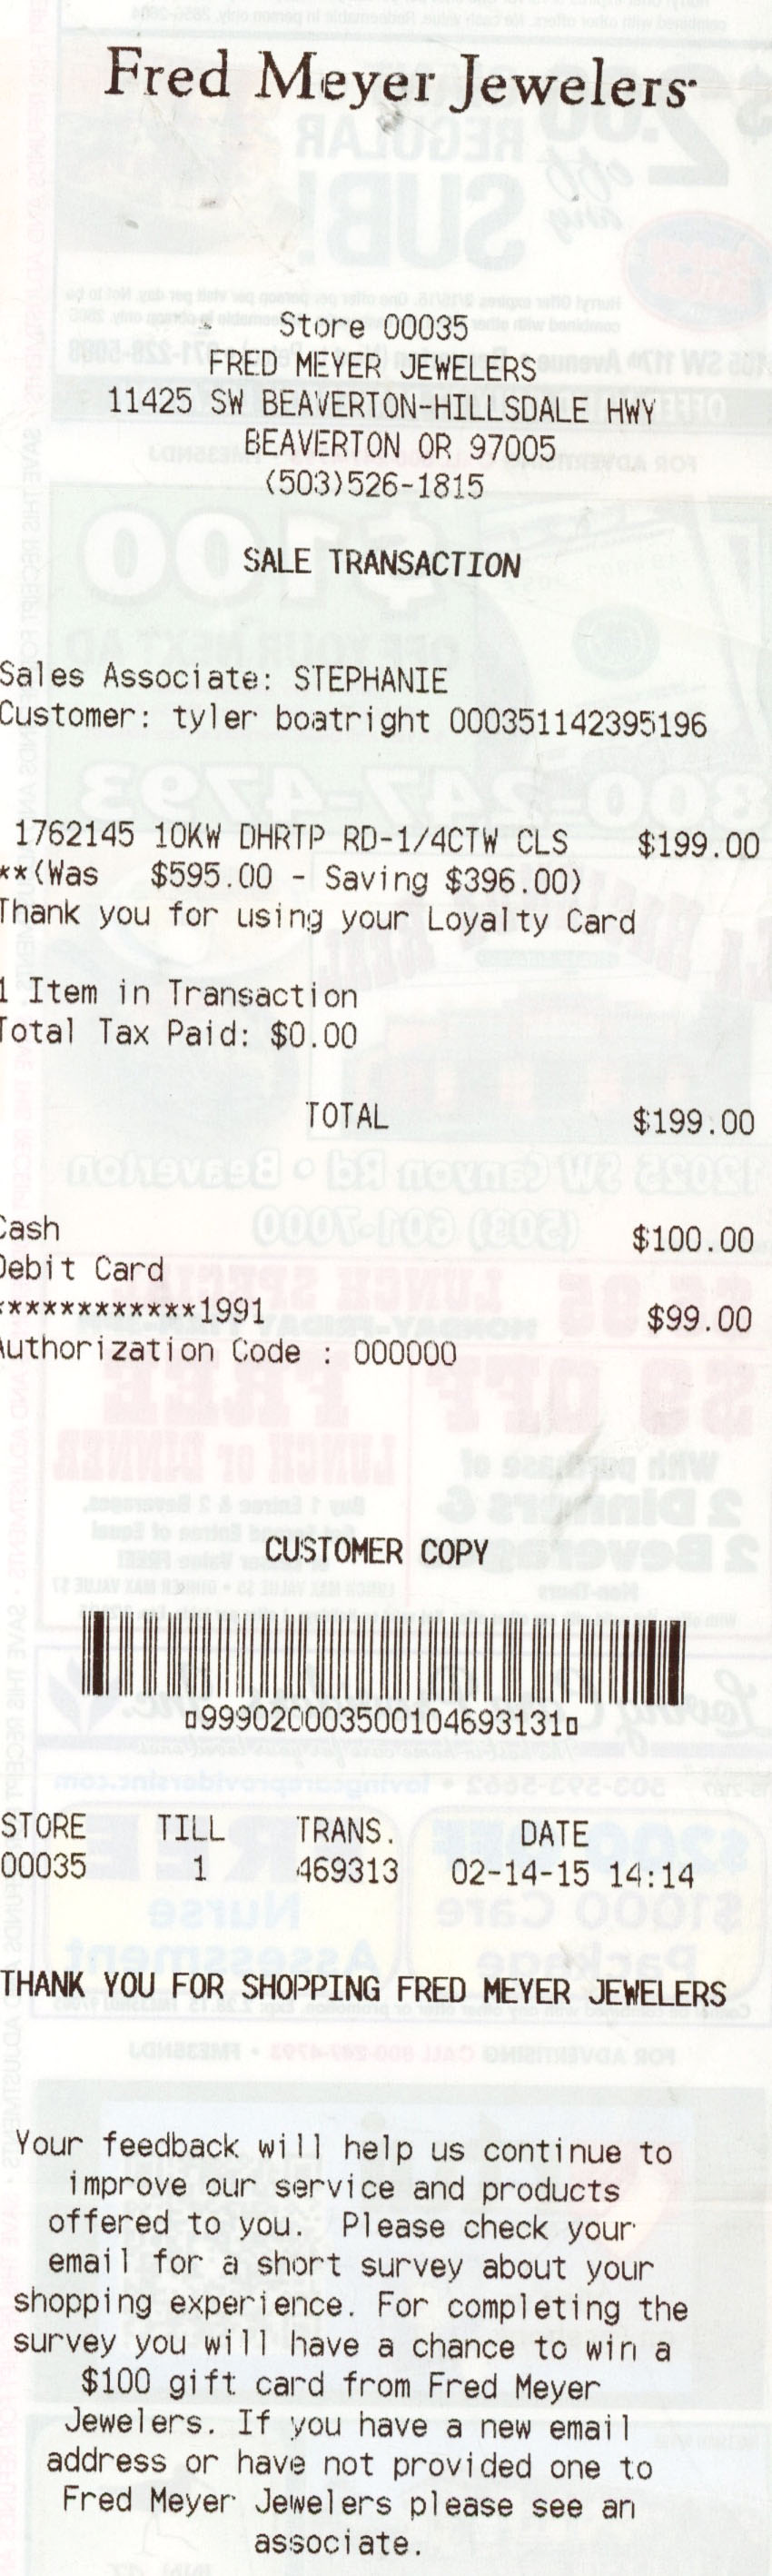 Fred Meyer Jewelers
Store 00035
FRED MEYER JEWELERS
11425 SW BEAVERTON-HILLSDALE HWY
BEAVERTON OR 97005
(503)526-1815
SALE TRANSACTION
Sales Associate: STEPHANIE
Customer: tyler boatright 000351142395196
1762145 10KW DHRTP RD-1/4CTW CLS $199.00
**(Was $595.00 - Saving $396.00)
Thank you for using your Loyalty Card
1 Item in Transaction
Total Tax Paid: $0.00
TOTAL $199.00
Cash $100.00
Debit Card
************1991 $99.00
Authorization Code : 000000
CUSTOMER COPY
¤999020003500104693131¤
STORE TILL TRANS. DATE
00035 1 469313 02-14-15 14:14
THANK YOU FOR SHOPPING FRED MEYER JEWELERS
Your feedback will help us continue to
improve our service and products
offered to you. Please check your
email for a short survey about your
shopping experience. For completing the
survey you will have a chance to win a
$100 gift card from Fred Meyer
Jewelers. If you have a new email
address or have not provided one to
Fred Meyer Jewelers please see an
associate.